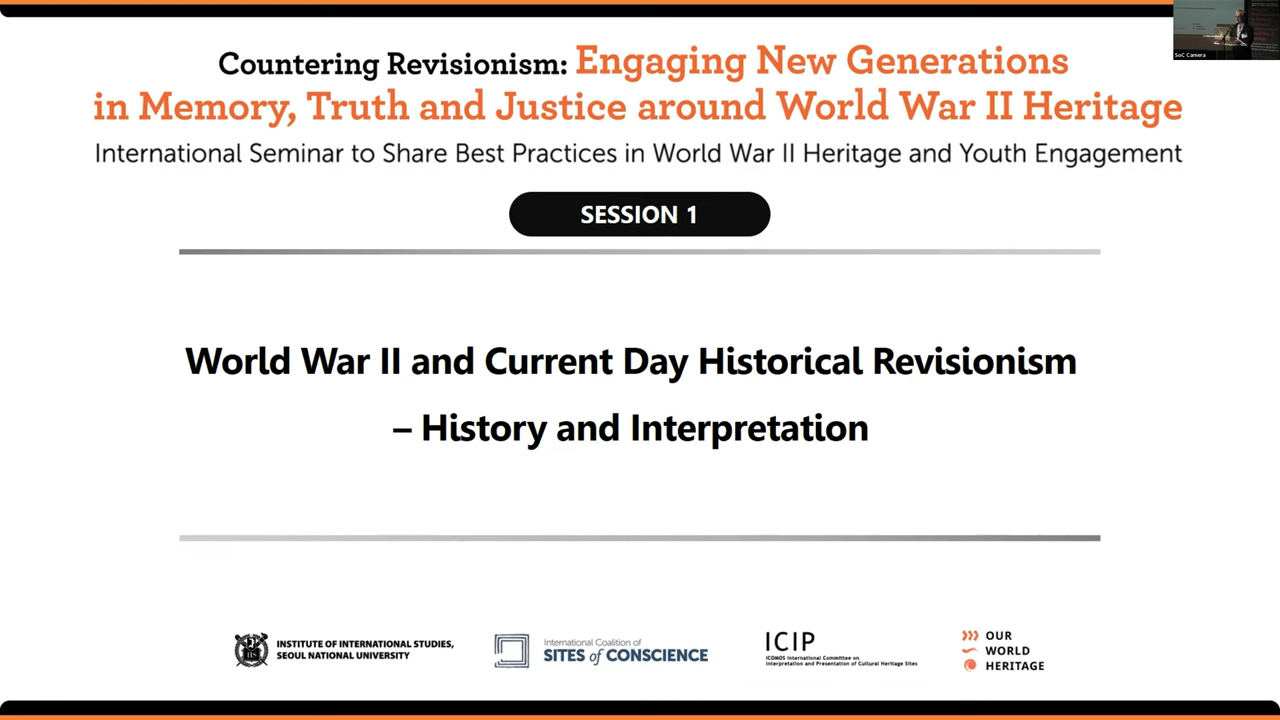 SoC Camera
Countering Revisionism: Engaging New Generations
in Memory, Truth and Justice around World War II Heritage
International Seminar to Share Best Practices in World War II Heritage and Youth Engagement
SESSION 1
World War II and Current Day Historical Revisionism
– History and Interpretation
INSTITUTE OF INTERNATIONAL STUDIES,
SEOUL NATIONAL UNIVERSITY
International Coalition of
SITES of CONSCIENCE
ICIP
ICOMOS International Committee on
Interpretation and Presentation of Cultural Heritage Sites
OUR
WORLD
HERITAGE